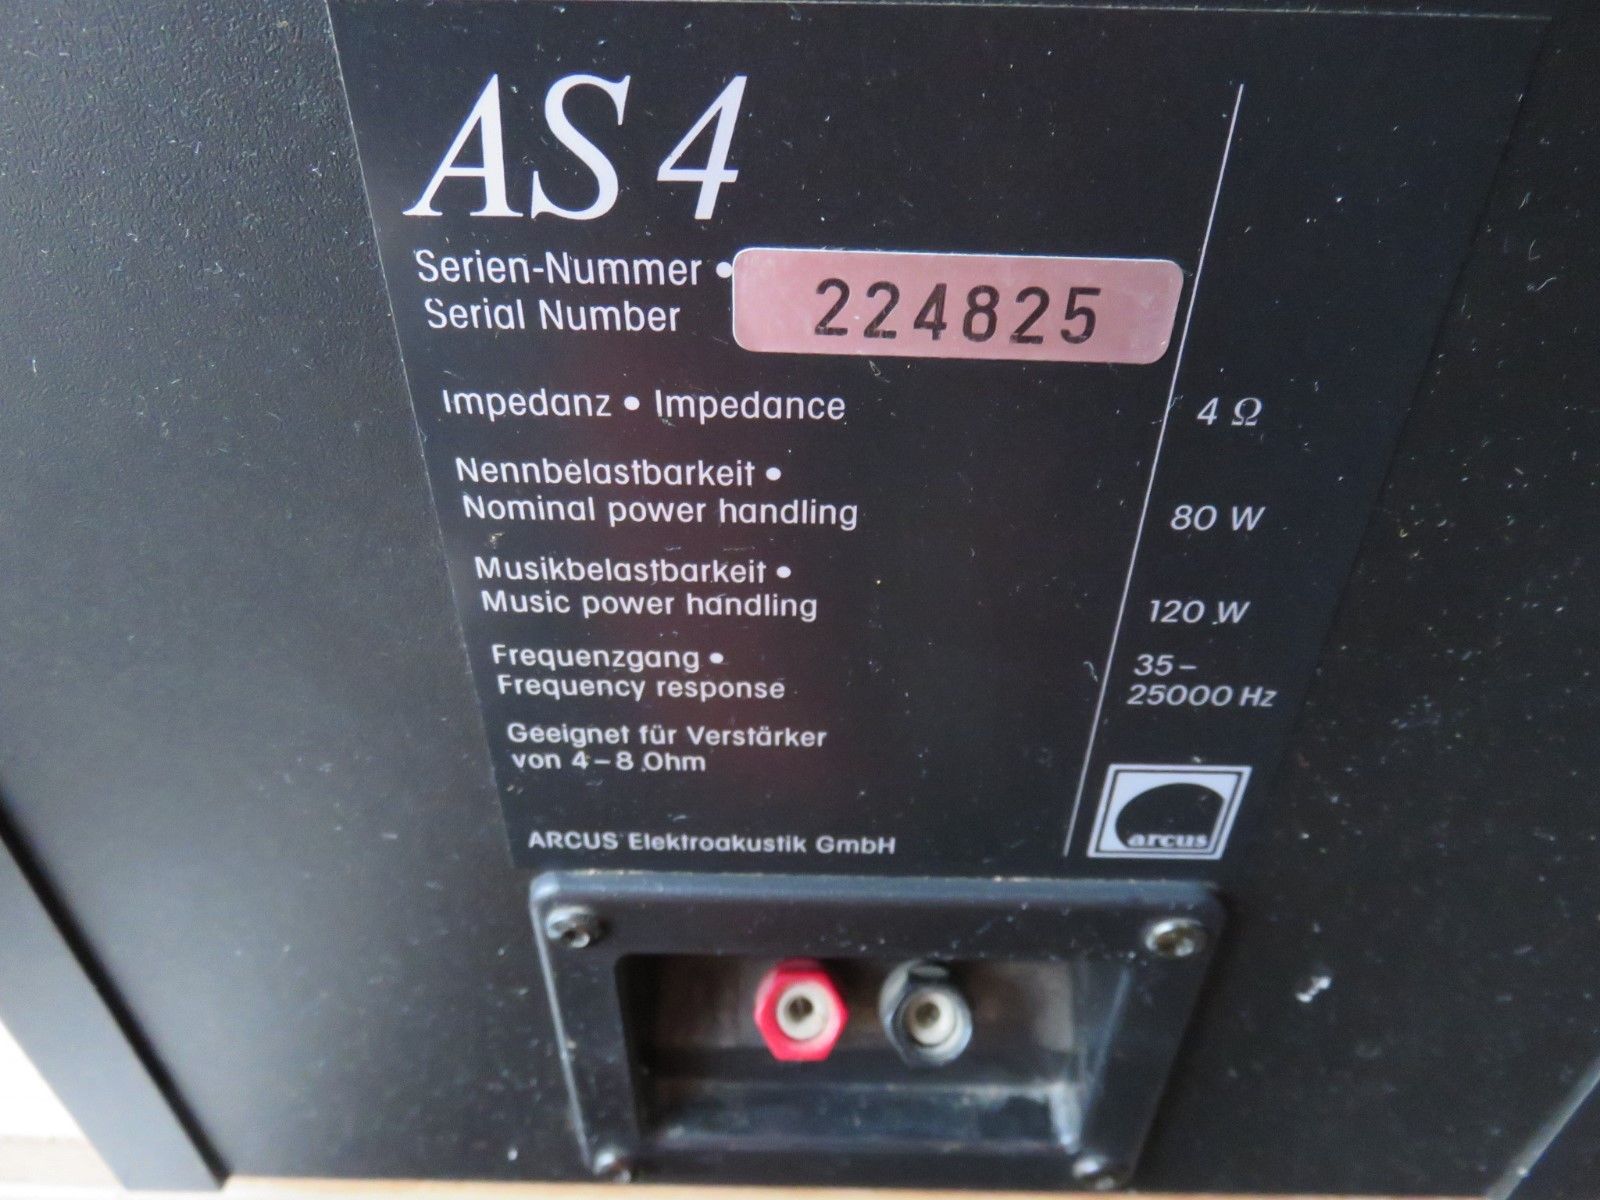 AS 4
Serien-Nummer •
Serial Number
224825
Impedanz • Impedance
4 Ω
Nennbelastbarkeit •
Nominal power handling
80 W
Musikbelastbarkeit •
Music power handling
120 W
Frequenzgang •
Frequency response
35 –
25000 Hz
Geeignet für Verstärker
von 4 – 8 Ohm
ARCUS Elektroakustik GmbH
arcus